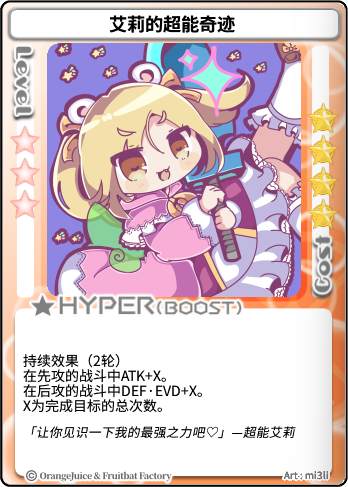 艾莉的超能奇迹
Level
Cost
HYPER(BOOST)
持续效果（2轮）
在先攻的战斗中ATK+X。
在后攻的战斗中DEF·EVD+X。
X为完成目标的总次数。
「让你见识一下我的最强之力吧♡」—超能艾莉
© OrangeJuice & Fruitbat Factory
Art: mi3li